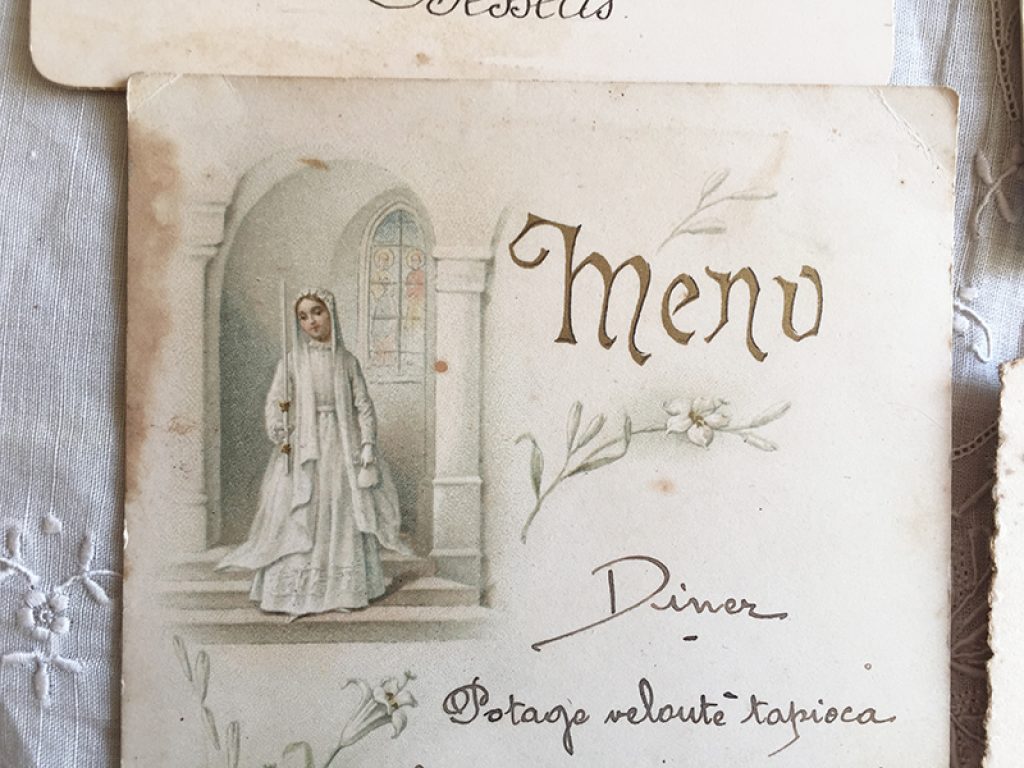 Desserts
Menu
Diner
Potage velouté tapioca